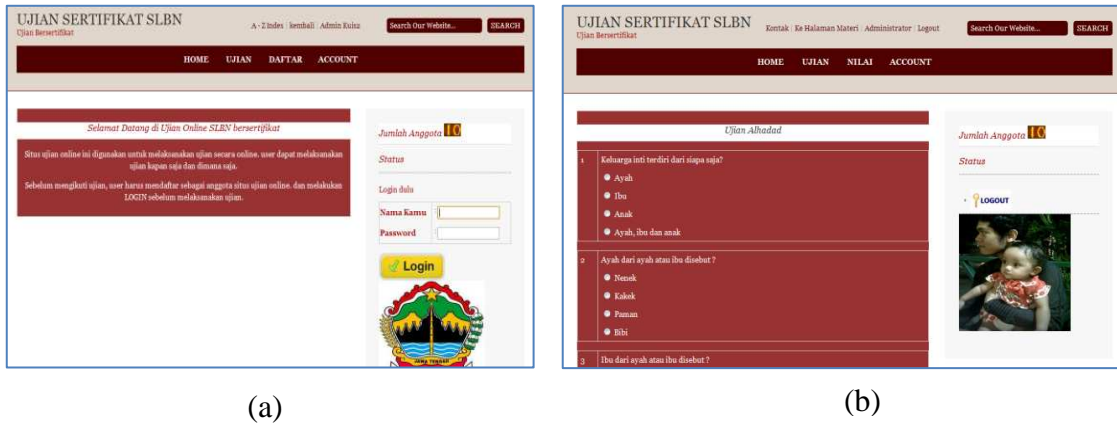 UJIAN SERTIFIKAT SLBN
Ujian Bersertifikat
A - Z Index kembali Admin Kuisz
Search Our Website...
SEARCH
HOME UJIAN DAFTAR ACCOUNT
Selamat Datang di Ujian Online SLBN bersertifikat
Situs ujian online ini digunakan untuk melaksanakan ujian secara online. user dapat melaksanakan
ujian kapan saja dan dimana saja.
Sebelum mengikuti ujian, user harus mendaftar sebagai anggota situs ujian online. dan melakukan
LOGIN sebelum melaksanakan ujian.
Jumlah Anggota 10
Status
Login dulu
Nama Kamu :
Password :
Login
JAWA TENGAH
(a)
UJIAN SERTIFIKAT SLBN
Ujian Bersertifikat
Kontak Ke Halaman Materi Administrator Logout
Search Our Website...
SEARCH
HOME UJIAN NILAI ACCOUNT
Ujian Alhadad
1 Keluarga inti terdiri dari siapa saja?
Ayah
Ibu
Anak
Ayah, ibu dan anak
2 Ayah dari ayah atau ibu disebut ?
Nenek
Kakek
Paman
Bibi
3 Ibu dari ayah atau ibu disebut ?
Jumlah Anggota 10
Status
LOGOUT
(b)